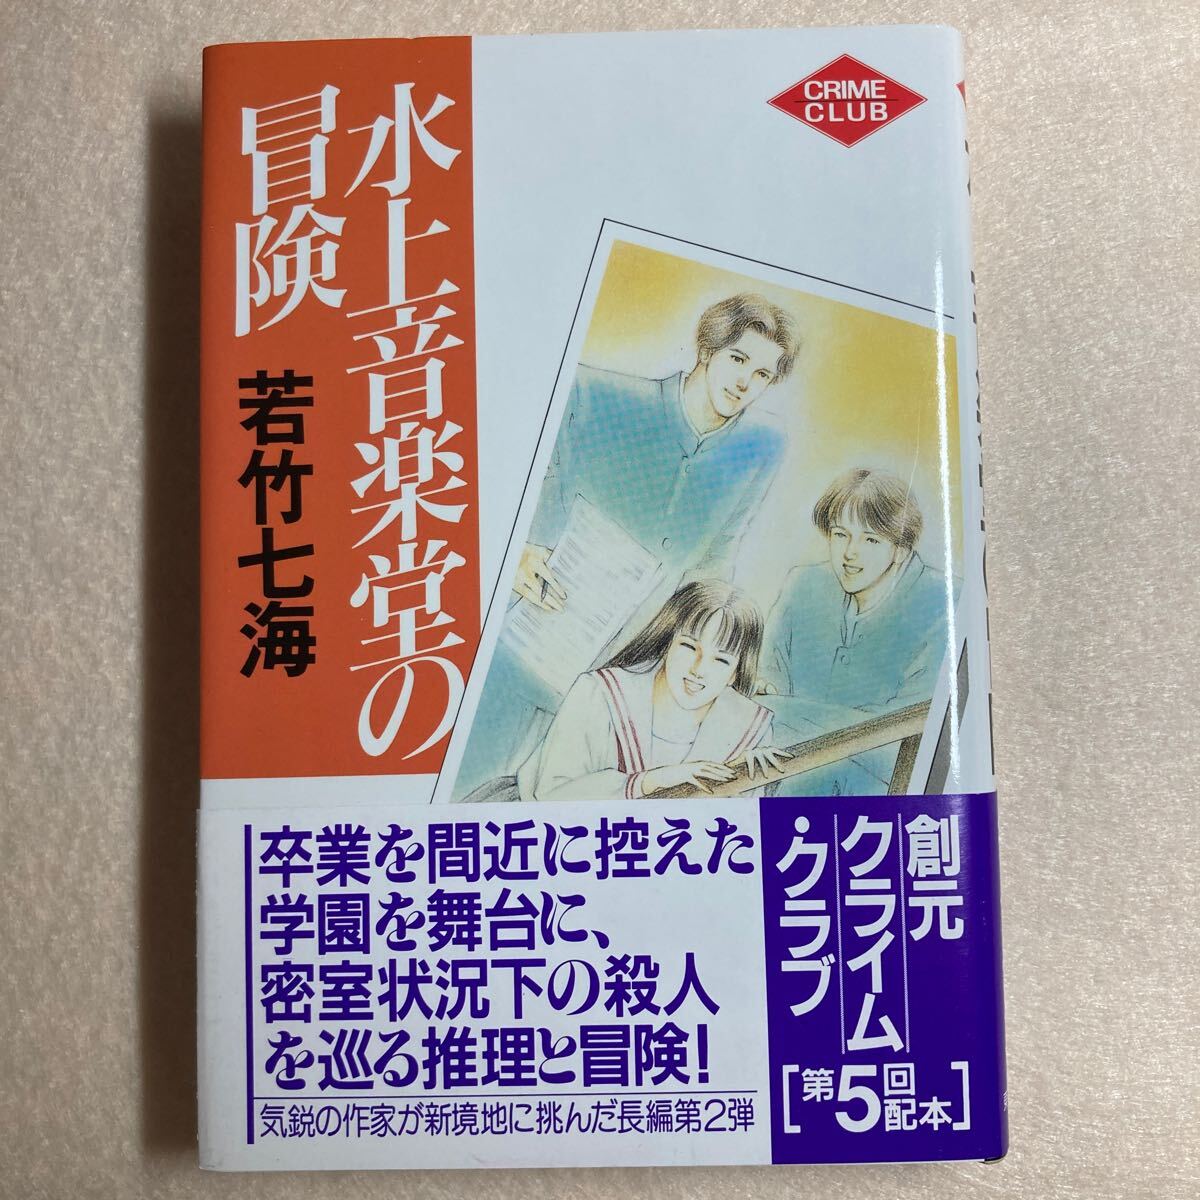 水上音楽堂の
冒険
若竹七海
CRIME
CLUB
卒業を間近に控えた
学園を舞台に、
密室状況下の殺人
を巡る推理と冒険!
気鋭の作家が新境地に挑んだ長編第2弾
創元
クライム
・クラブ
[第5回配本]